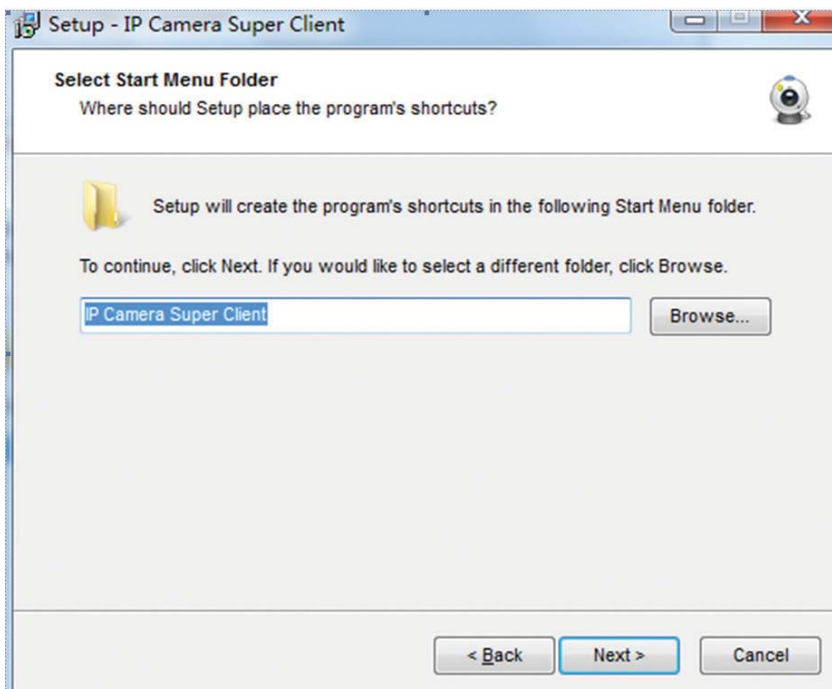 Setup - IP Camera Super Client
Select Start Menu Folder
Where should Setup place the program's shortcuts?
Setup will create the program's shortcuts in the following Start Menu folder.
To continue, click Next. If you would like to select a different folder, click Browse.
IP Camera Super Client
Browse...
< Back
Next >
Cancel